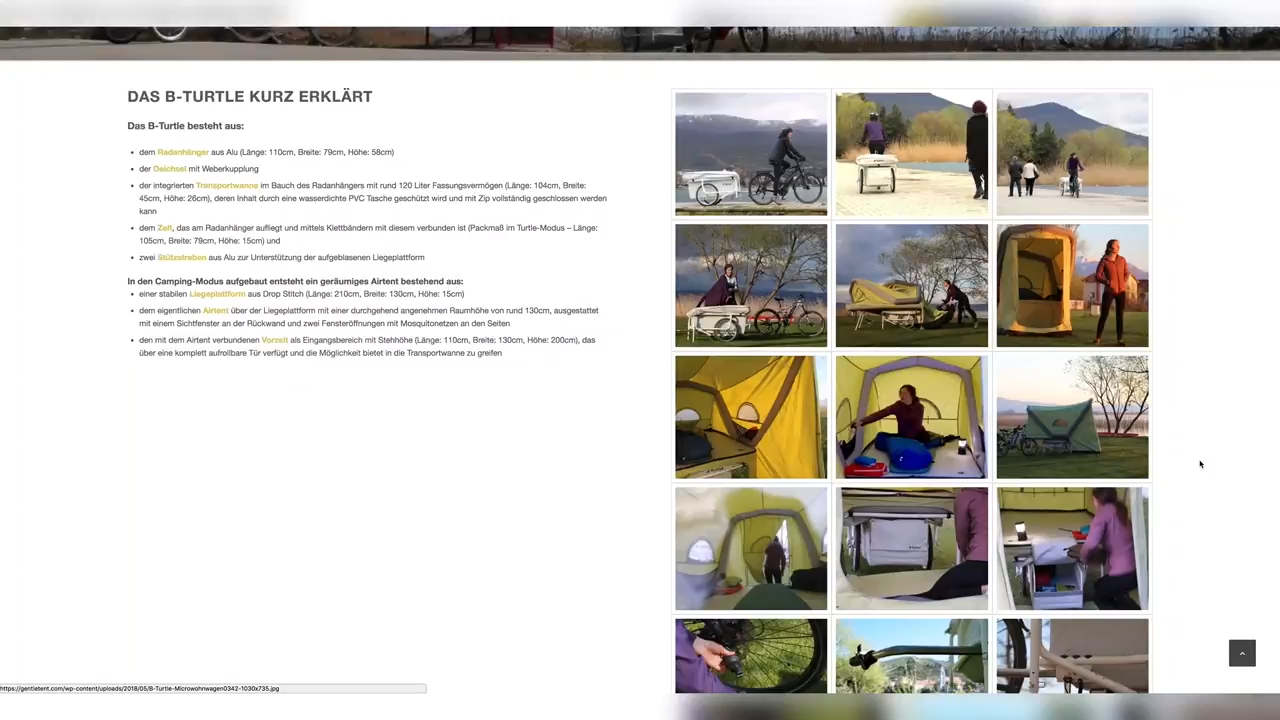 DAS B-TURTLE KURZ ERKLÄRT
Das B-Turtle besteht aus:
• dem Radanhänger aus Alu (Länge: 110cm, Breite: 79cm, Höhe: 58cm)
• der Deichsel mit Weberkupplung
• der integrierten Transportwanne im Bauch des Radanhängers mit rund 120 Liter Fassungsvermögen (Länge: 104cm, Breite:
45cm, Höhe: 26cm), deren Inhalt durch eine wasserdichte PVC Tasche geschützt wird und mit Zip vollständig geschlossen werden
kann
• dem Zelt, das am Radanhänger aufliegt und mittels Klettbändern mit diesem verbunden ist (Packmaß im Turtle-Modus – Länge:
105cm, Breite: 79cm, Höhe: 15cm) und
• zwei Stützstreben aus Alu zur Unterstützung der aufgeblasenen Liegeplattform
In den Camping-Modus aufgebaut entsteht ein geräumiges Airtent bestehend aus:
• einer stabilen Liegeplattform aus Drop Stitch (Länge: 210cm, Breite: 130cm, Höhe: 15cm)
• dem eigentlichen Airtent über der Liegeplattform mit einer durchgehend angenehmen Raumhöhe von rund 130cm, ausgestattet
mit einem Sichtfenster an der Rückwand und zwei Fensteröffnungen mit Mosquitonetzen an den Seiten
• den mit dem Airtent verbundenen Vorzelt als Eingangsbereich mit Stehhöhe (Länge: 110cm, Breite: 130cm, Höhe: 200cm), das
über eine komplett aufrollbare Tür verfügt und die Möglichkeit bietet in die Transportwanne zu greifen
https://gentletent.com/wp-content/uploads/2018/05/B-Turtle-Microwohnwagen0342-1030x735.jpg